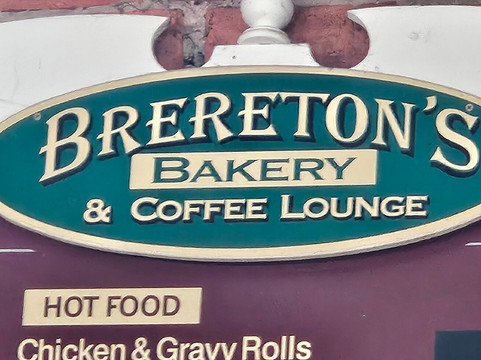 BRERETON'S
BAKERY
& COFFEE LOUNGE
HOT FOOD
Chicken & Gravy Rolls